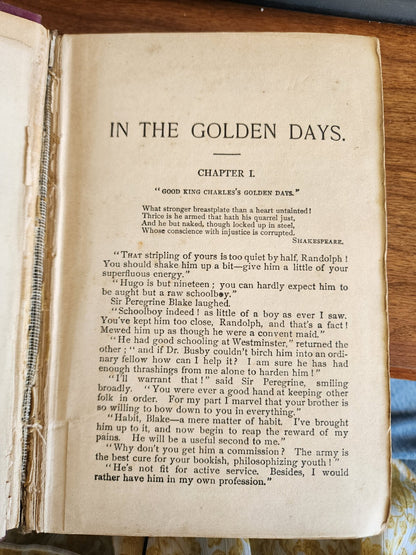 IN THE GOLDEN DAYS.
CHAPTER I.
"GOOD KING CHARLES'S GOLDEN DAYS."
What stronger breastplate than a heart untainted!
Thrice is he armed that hath his quarrel just,
And he but naked, though locked up in steel,
Whose conscience with injustice is corrupted.
SHAKESPEARE.
"THAT stripling of yours is too quiet by half, Randolph!
You should shake him up a bit—give him a little of your
superfluous energy."
"Hugo is but nineteen; you can hardly expect him to
be aught but a raw schoolboy."
Sir Peregrine Blake laughed.
"Schoolboy indeed! as little of a boy as ever I saw.
You've kept him too close, Randolph, and that's a fact!
Mewed him up as though he were a convent maid."
"He had good schooling at Westminster," returned the
other; "and if Dr. Busby couldn't birch him into an ordi-
nary fellow how can I help it? I am sure he has had
enough thrashings from me alone to harden him!"
"I'll warrant that!" said Sir Peregrine, smiling
broadly. "You were ever a good hand at keeping other
folk in order. For my part I marvel that your brother is
so willing to bow down to you in everything."
"Habit, Blake—a mere matter of habit. I've brought
him up to it, and now begin to reap the reward of my
pains. He will be a useful second to me."
"Why don't you get him a commission? The army is
the best cure for your bookish, philosophizing youth!"
"He's not fit for active service. Besides, I would
rather have him in my own profession."